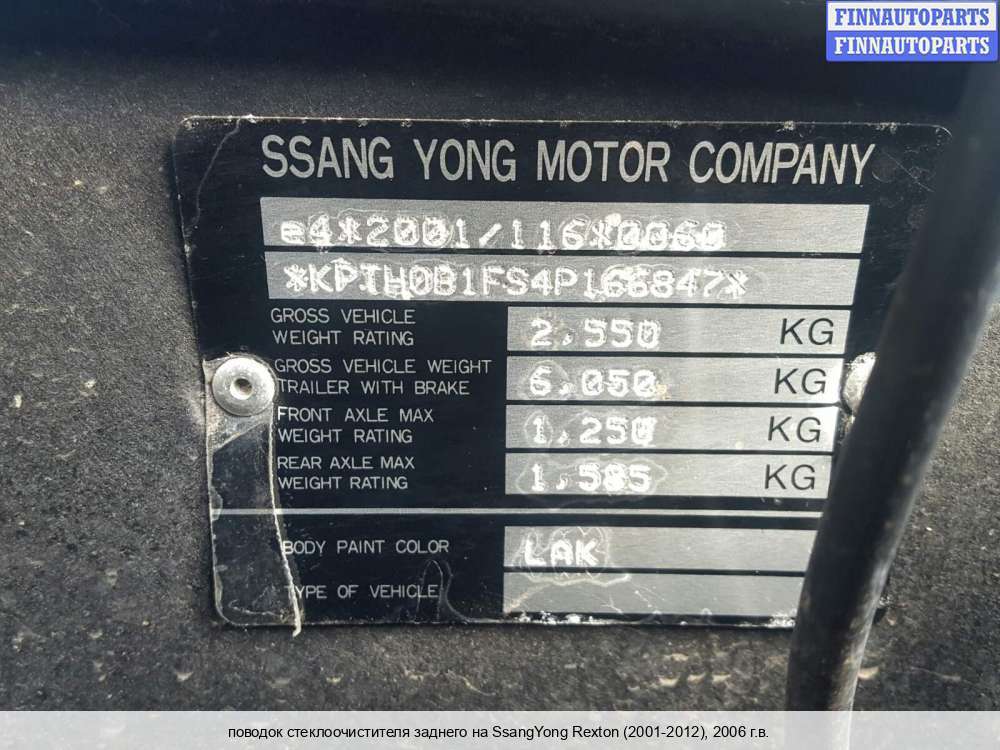 FINNAUTOPARTS
FINNAUTOPARTS
SSANG YONG MOTOR COMPANY
e4*2001/116*0060
*KPTH0B1FS4P166847*
GROSS VEHICLE
WEIGHT RATING
2,550 KG
GROSS VEHICLE WEIGHT
TRAILER WITH BRAKE
6,050 KG
FRONT AXLE MAX
WEIGHT RATING
1,250 KG
REAR AXLE MAX
WEIGHT RATING
1,585 KG
BODY PAINT COLOR
LAK
TYPE OF VEHICLE
поводок стеклоочистителя заднего на SsangYong Rexton (2001-2012), 2006 г.в.